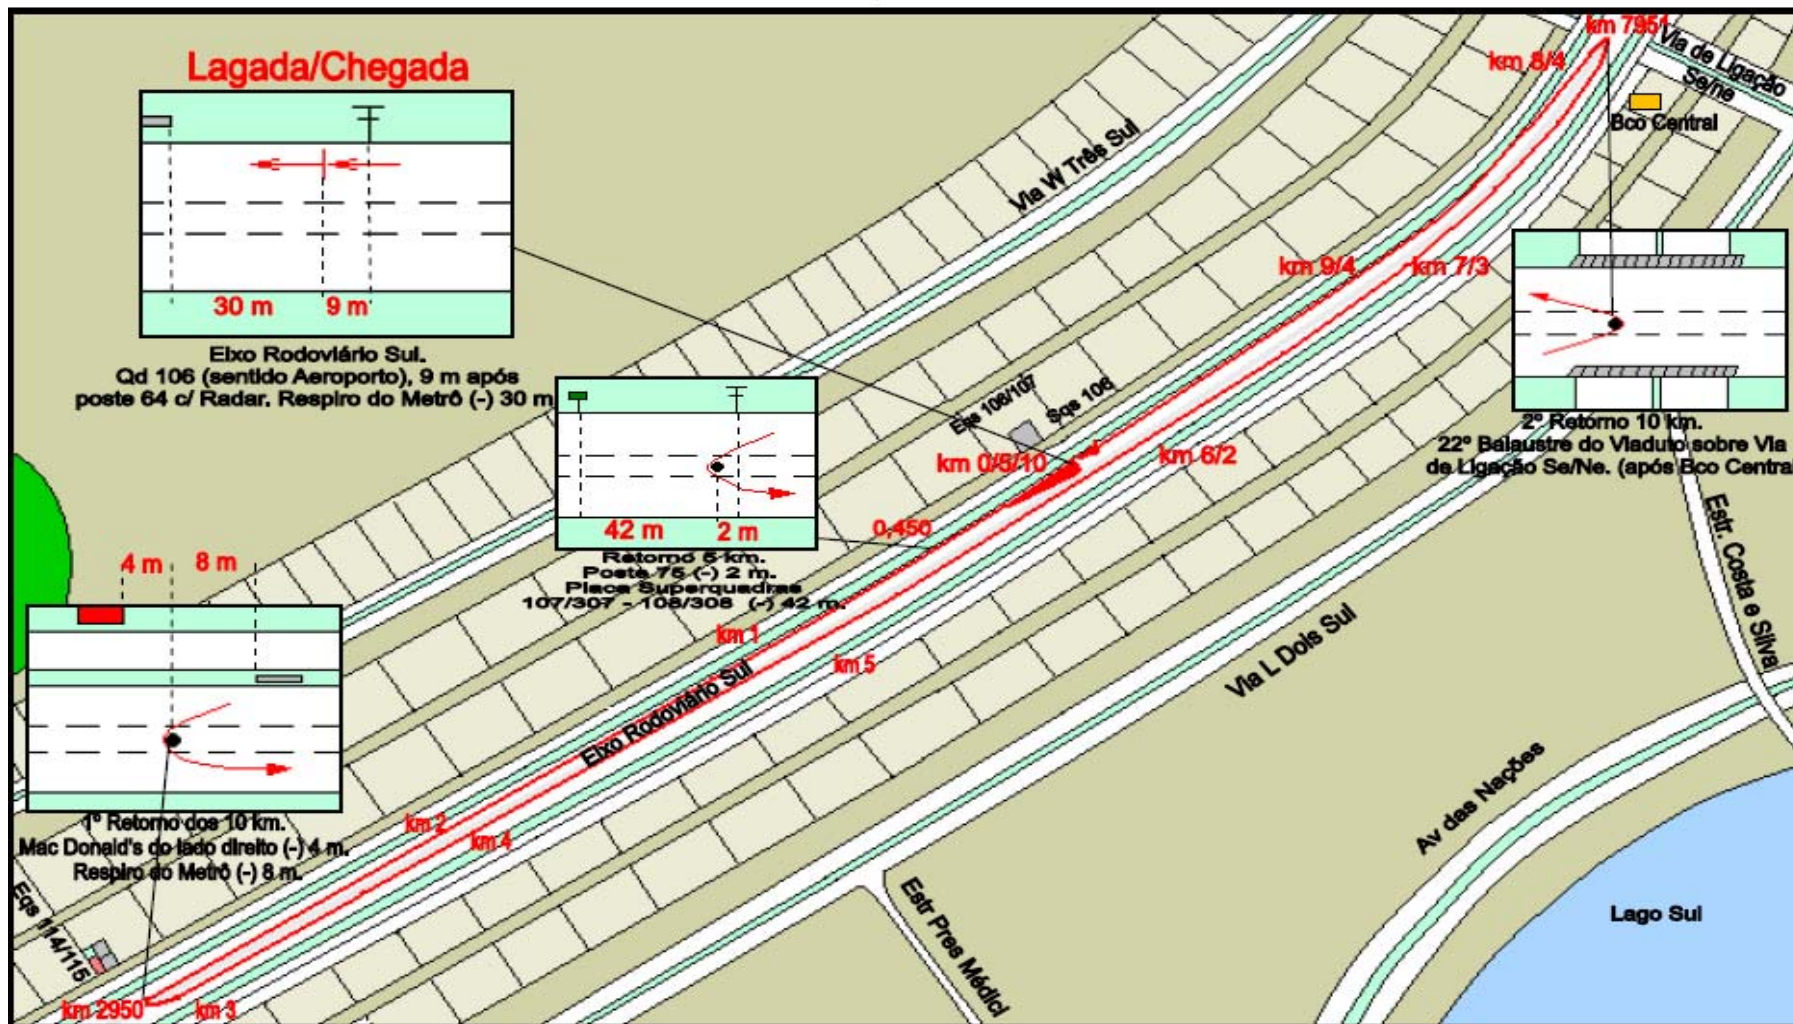 km 7951
Via de Ligação
Se/ne
km 8/4
Bco Central
Lagada/Chegada
30 m
9 m
Eixo Rodoviário Sul.
Qd 106 (sentido Aeroporto), 9 m após
poste 64 c/ Radar. Respiro do Metrô (-) 30 m
Via W Três Sul
km 9/4
km 7/3
Eqs 106/107
Sqs 106
km 0/5/10
km 6/2
2º Retorno 10 km.
22º Balaustre do Viaduto sobre Via
de Ligação Se/Ne. (após Bco Central
42 m
2 m
0,450
Retorno 5 km.
Poste 75 (-) 2 m.
Placa Superquadras
107/307 - 108/308 (-) 42 m.
4 m
8 m
km 1
km 5
Eixo Rodoviário Sul
Via L Dois Sul
Estr. Costa e Silva
1º Retorno dos 10 km.
Mac Donald's do lado direito (-) 4 m.
Respiro do Metrô (-) 8 m.
km 2
km 4
Av das Nações
Eqs 114/115
Estr Pres Médici
Lago Sul
km 2950
km 3